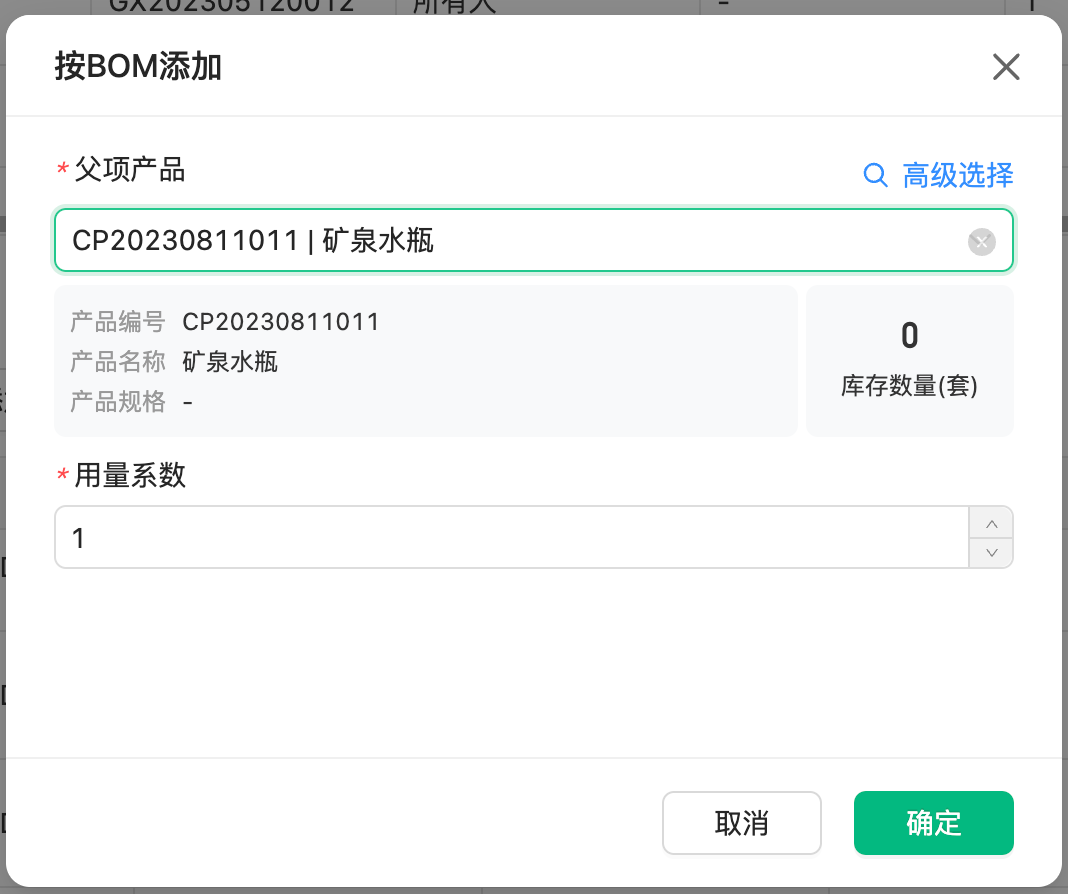 GX202305120012 所有人 -
按BOM添加
* 父项产品
高级选择
CP20230811011 | 矿泉水瓶
产品编号 CP20230811011
产品名称 矿泉水瓶
产品规格 -
0
库存数量(套)
* 用量系数
1
取消
确定